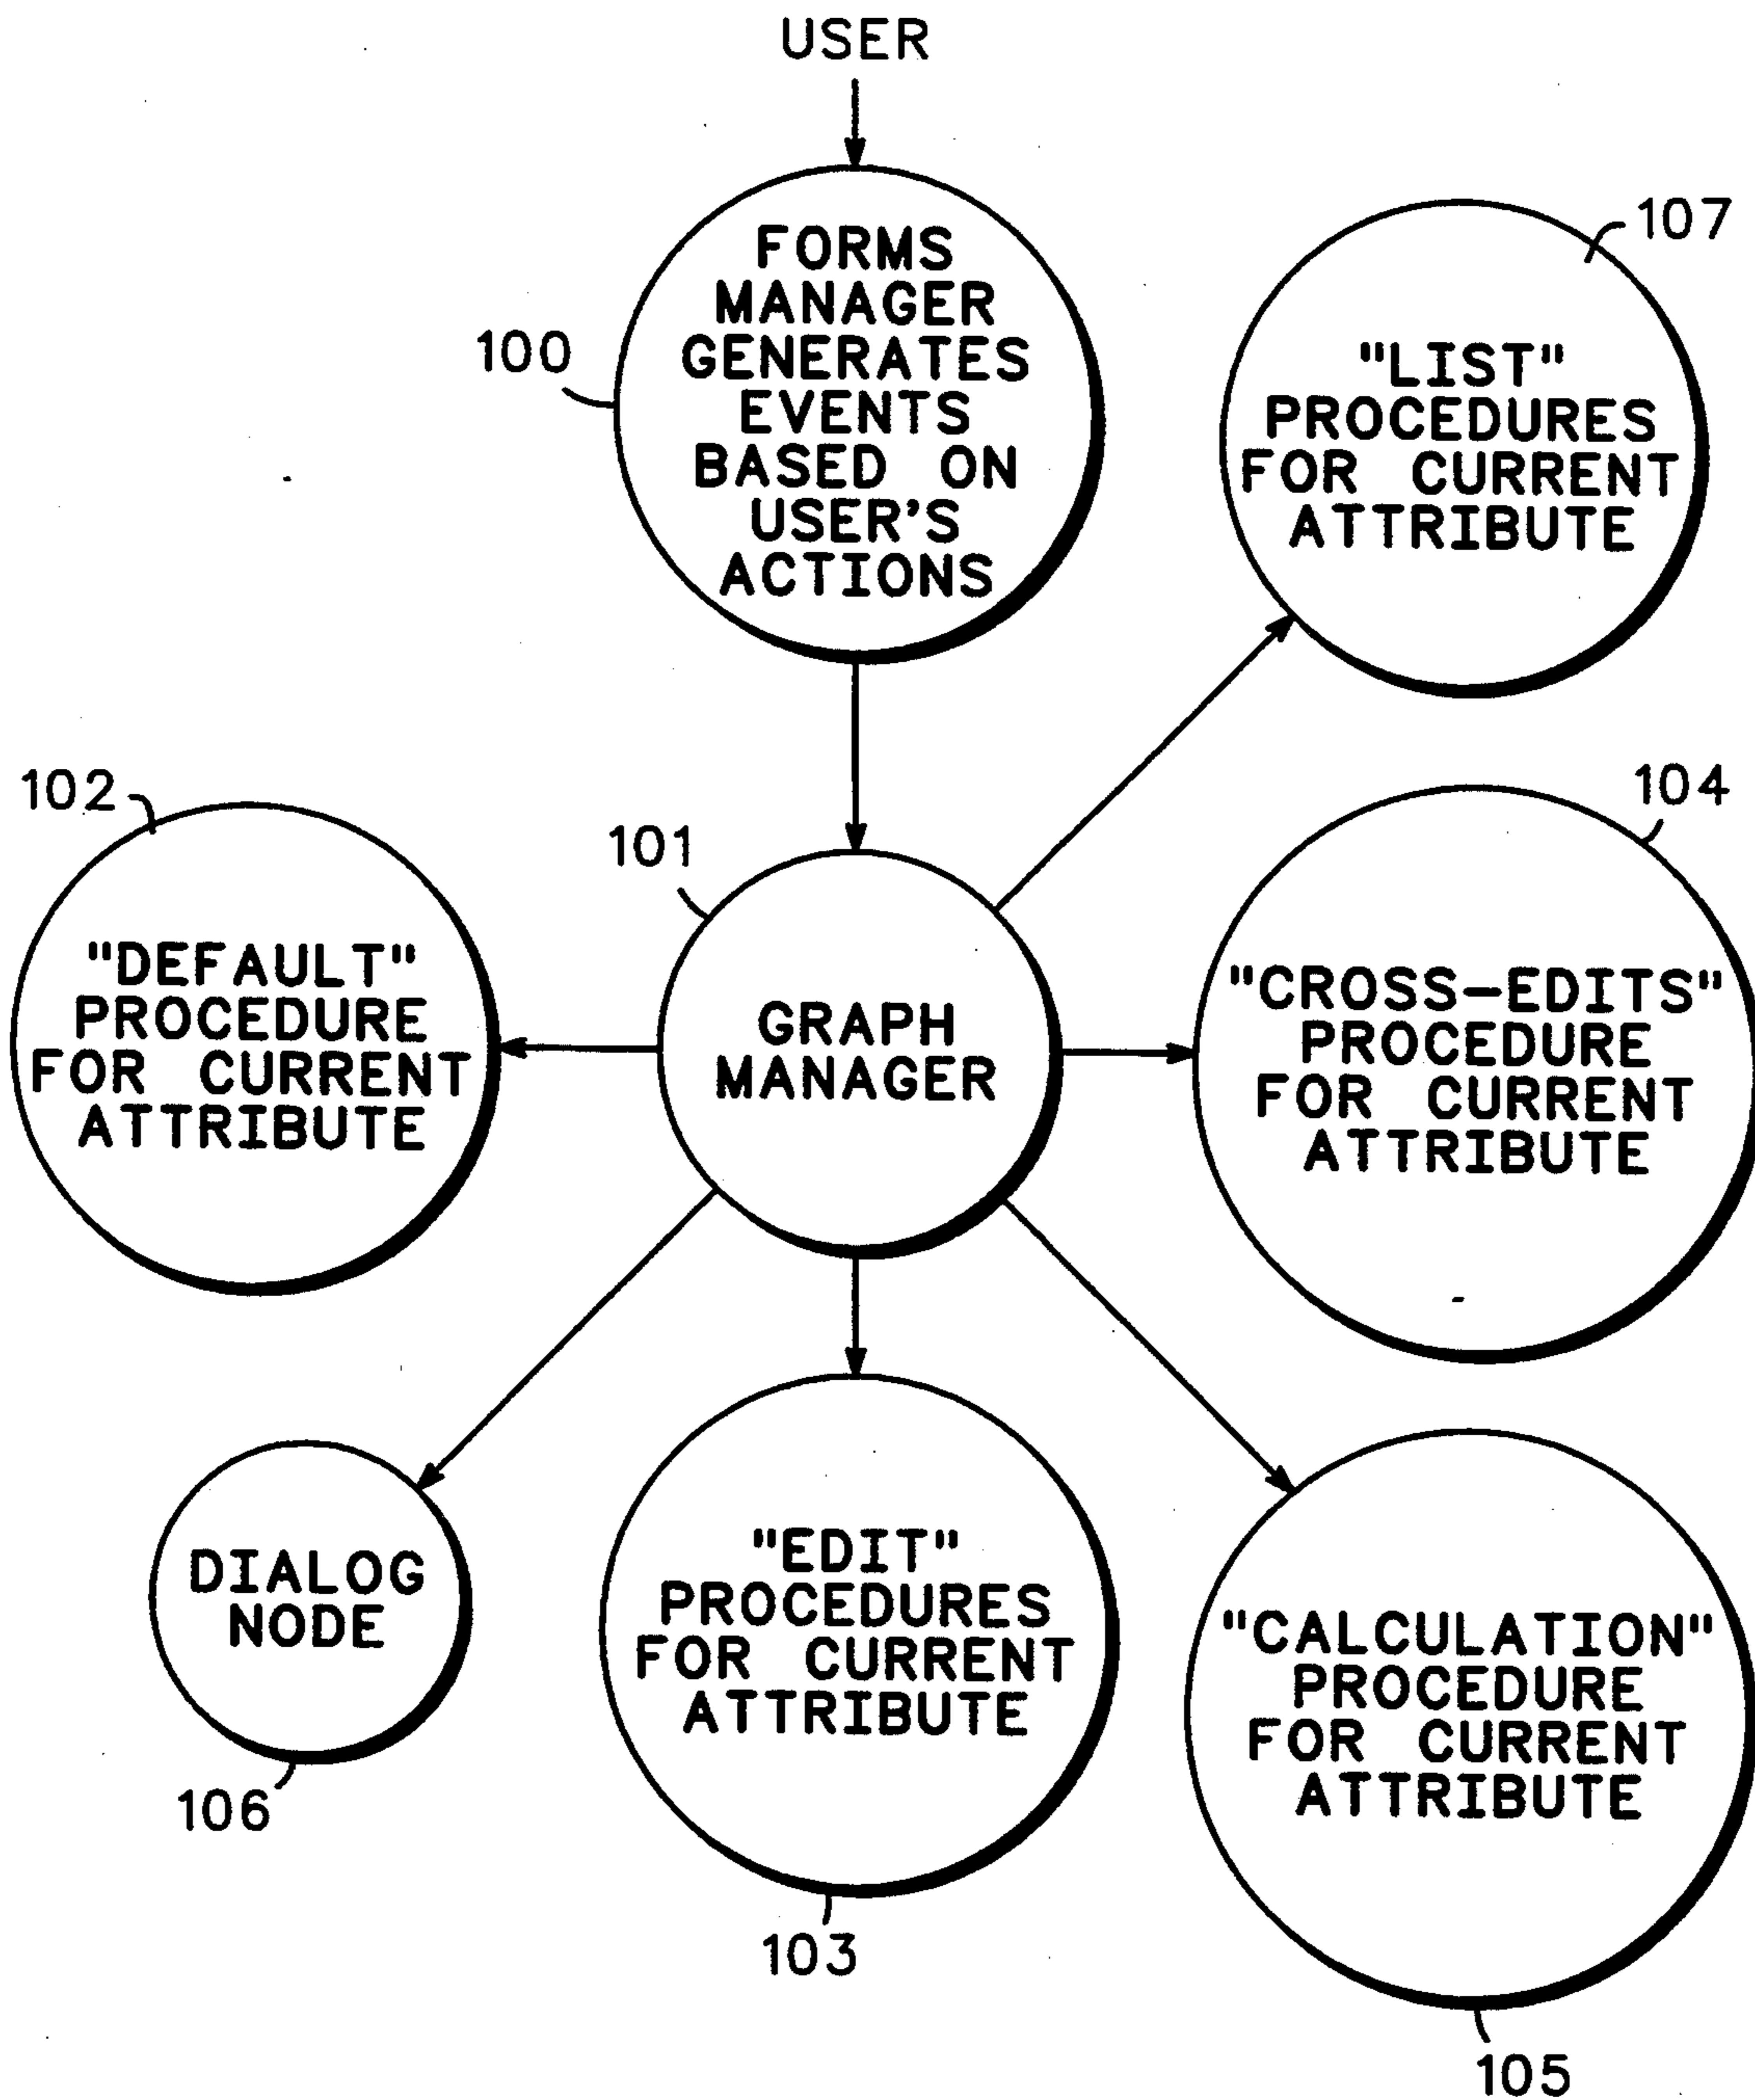 USER
FORMS
MANAGER
GENERATES
EVENTS
BASED ON
USER'S
ACTIONS
100
107
"LIST"
PROCEDURES
FOR CURRENT
ATTRIBUTE
102
"DEFAULT"
PROCEDURE
FOR CURRENT
ATTRIBUTE
101
GRAPH
MANAGER
104
"CROSS-EDITS"
PROCEDURE
FOR CURRENT
ATTRIBUTE
DIALOG
NODE
106
"EDIT"
PROCEDURES
FOR CURRENT
ATTRIBUTE
103
"CALCULATION"
PROCEDURE
FOR CURRENT
ATTRIBUTE
105